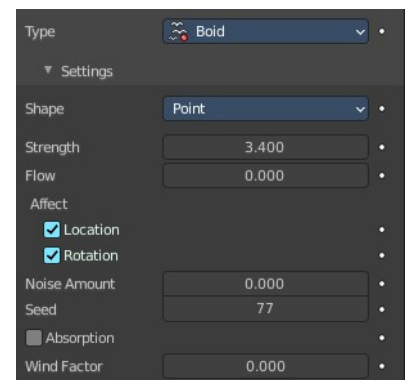 Type Boid
Settings
Shape Point
Strength 3.400
Flow 0.000
Affect
Location
Rotation
Noise Amount 0.000
Seed 77
Absorption
Wind Factor 0.000